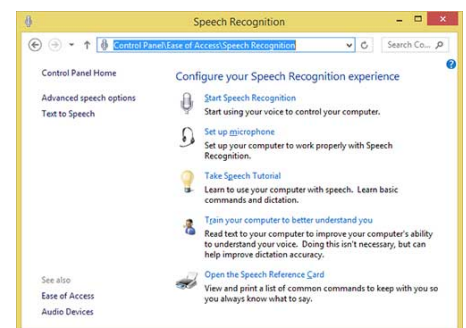 Speech Recognition
Control Panel\Ease of Access\Speech Recognition
Search Co...
Control Panel Home
Advanced speech options
Text to Speech
Configure your Speech Recognition experience
Start Speech Recognition
Start using your voice to control your computer.
Set up microphone
Set up your computer to work properly with Speech
Recognition.
Take Speech Tutorial
Learn to use your computer with speech. Learn basic
commands and dictation.
Train your computer to better understand you
Read text to your computer to improve your computer's ability
to understand your voice. Doing this isn't necessary, but can
help improve dictation accuracy.
Open the Speech Reference Card
View and print a list of common commands to keep with you so
you always know what to say.
See also
Ease of Access
Audio Devices